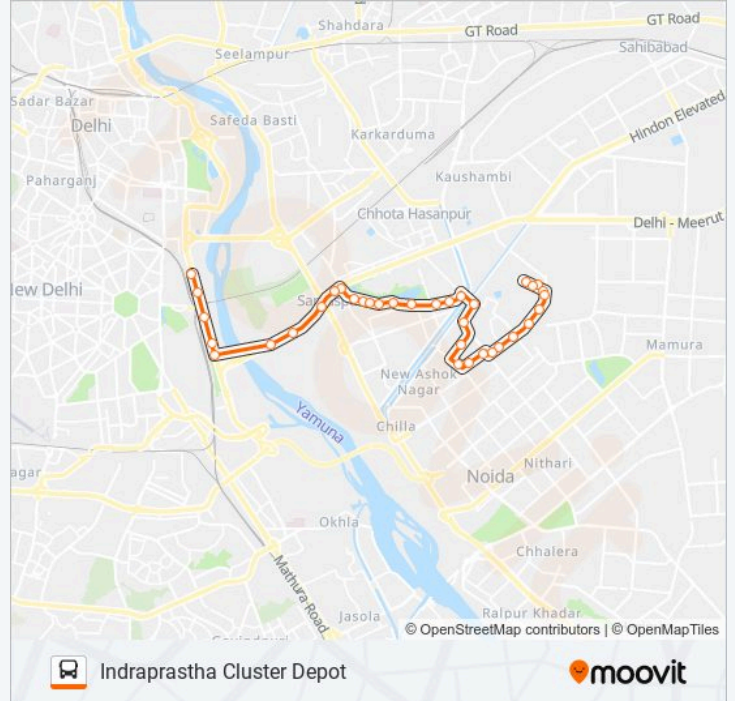 Shahdara
GT Road
GT Road
Seelampur
Sahibabad
Sadar Bazar
Safeda Basti
Delhi
Karkarduma
Hindon Elevated
Paharganj
Kaushambi
Chhota Hasanpur
Delhi - Meerut
New Delhi
Mamura
New Ashok
Nagar
Yamuna
Chilla
Nithari
Noida
Okhla
Chhalera
Mathura Road
Jasola
Raipur Khadar
© OpenStreetMap contributors | © OpenMapTiles
Indraprastha Cluster Depot
moovit